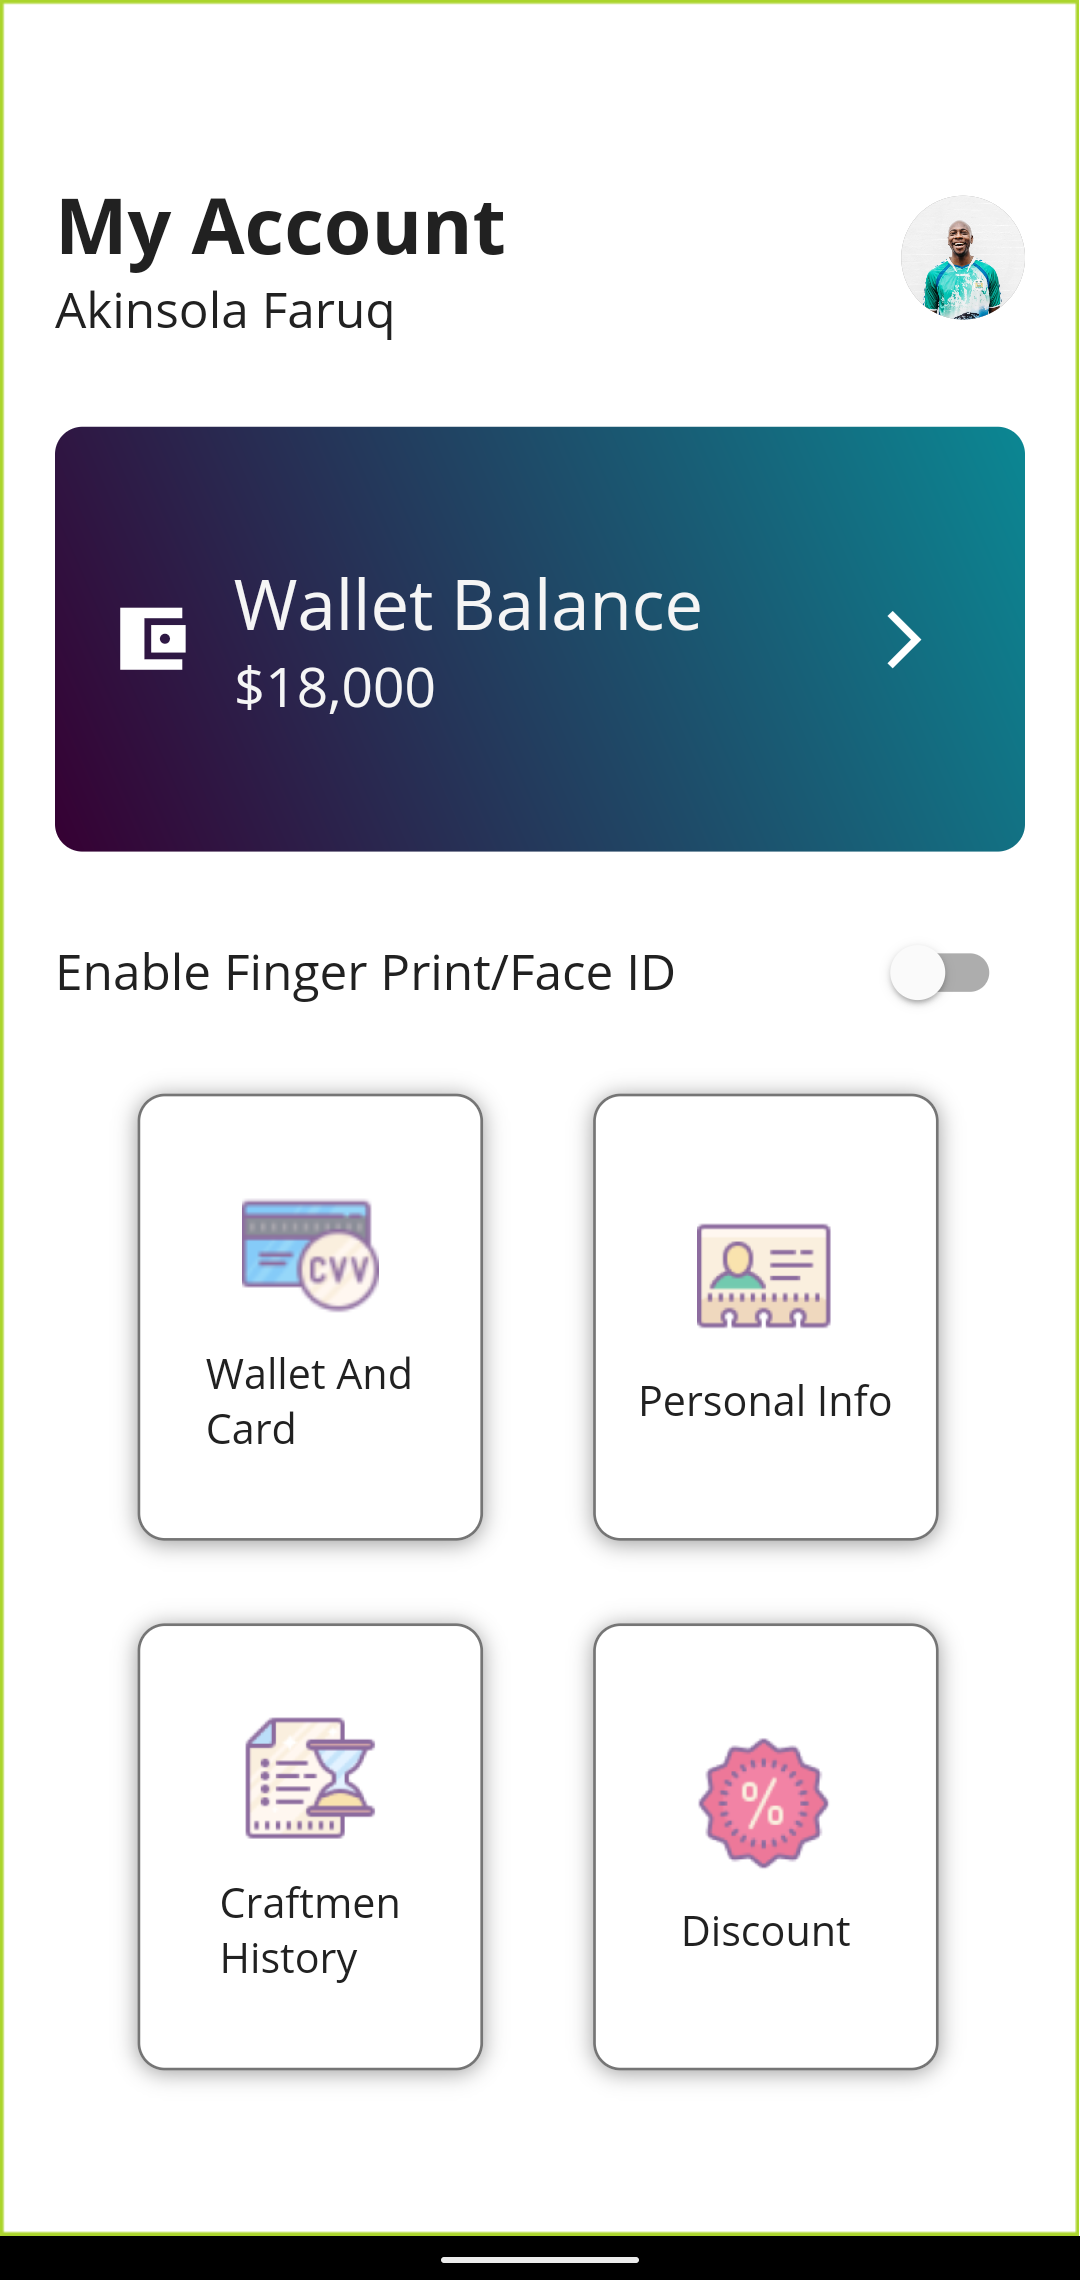 My Account
Akinsola Faruq
Wallet Balance
$18,000
Enable Finger Print/Face ID
CVV
Wallet And
Card
Personal Info
Craftmen
History
%
Discount